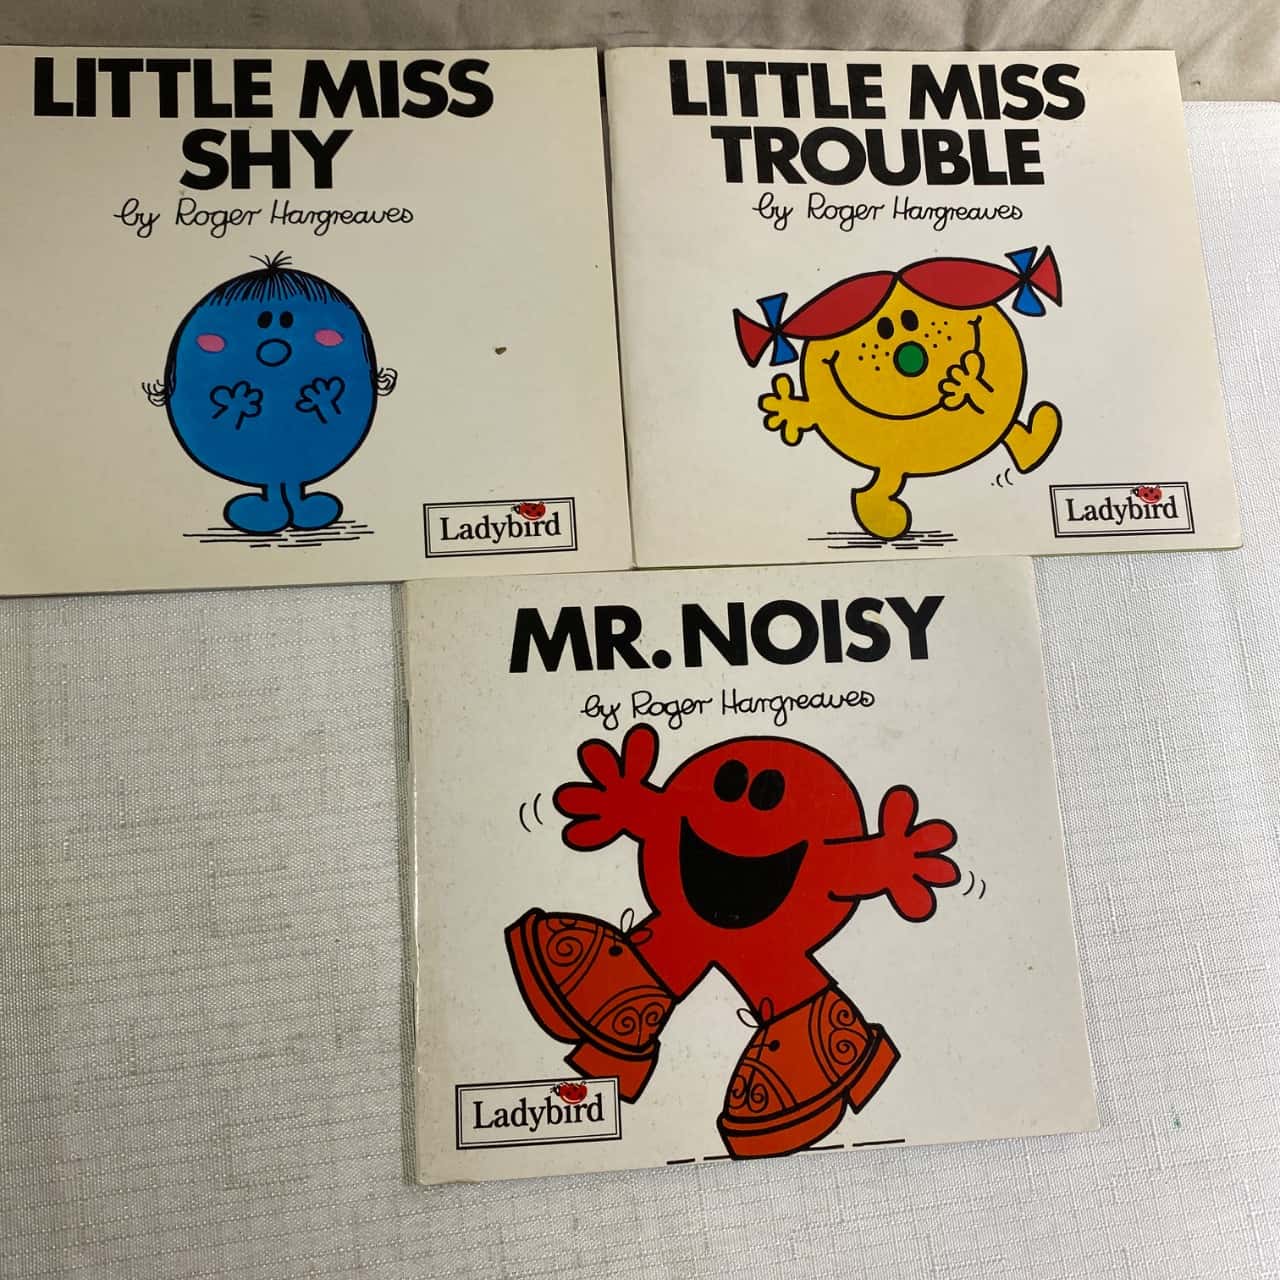 LITTLE MISS
SHY
by Roger Hargreaves
Ladybird
LITTLE MISS
TROUBLE
by Roger Hargreaves
Ladybird
MR. NOISY
by Roger Hargreaves
Ladybird